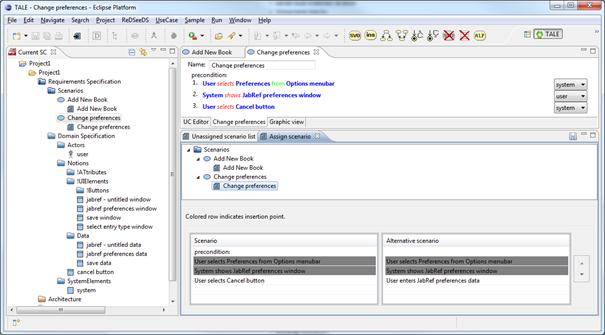 TALE - Change preferences - Eclipse Platform
File Navigate Search Project ReDSeeDS UseCase Sample Run Window Help
SVO ins ALF TALE
Current SC
Project1
Project1
Requirements Specification
Scenarios
Add New Book
Add New Book
Change preferences
Change preferences
Domain Specification
Actors
user
Notions
!Attributes
!UIElements
!Buttons
jabref - untitled window
jabref preferences window
save window
select entry type window
Data
jabref - untitled data
jabref preferences data
save data
cancel button
SystemElements
system
Architecture
Add New Book Change preferences
Name: Change preferences
precondition:
1. User selects Preferences from Options menubar system
2. System shows JabRef preferences window user
3. User selects Cancel button system
UC Editor Change preferences Graphic view
Unassigned scenario list Assign scenario
Scenarios
Add New Book
Add New Book
Change preferences
Change preferences
Colored row indicates insertion point.
Scenario Alternative scenario
precondition:
User selects Preferences from Options menubar User selects Preferences from Options menubar
System shows JabRef preferences window System shows JabRef preferences window
User selects Cancel button User enters JabRef preferences data